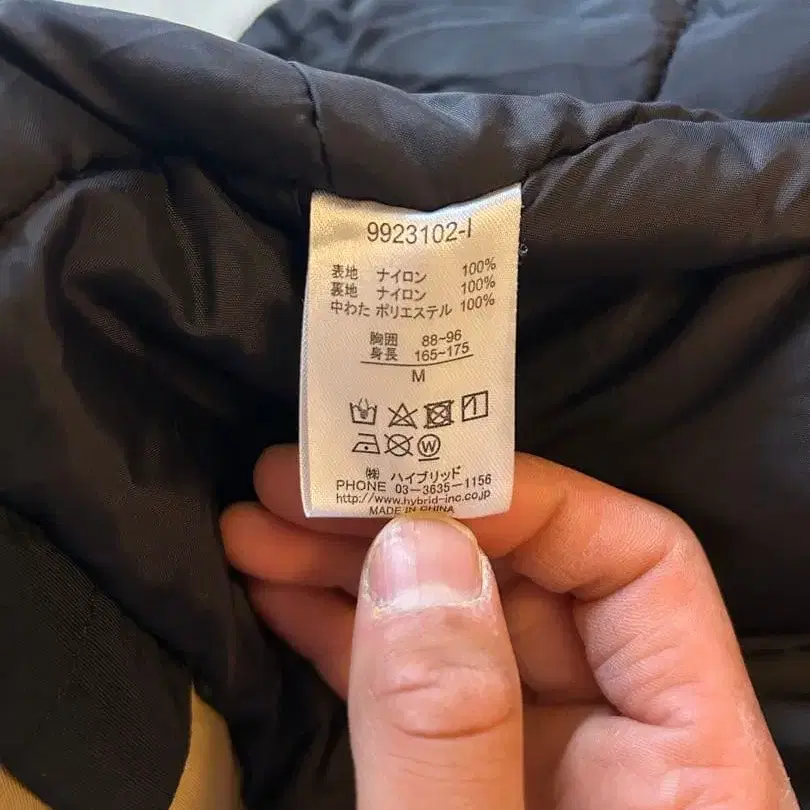 9923102-I
表地 ナイロン 100%
裏地 ナイロン 100%
中わた ポリエステル 100%
胸囲 88-96
身長 165-175
M
㈱ ハイブリッド
PHONE 03-3635-1156
http://www.hybrid-inc.co.jp
MADE IN CHINA